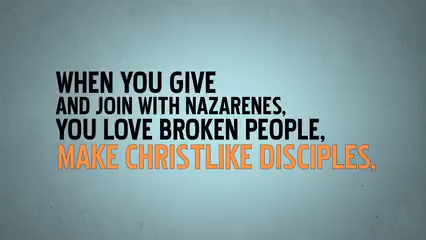 WHEN YOU GIVE
AND JOIN WITH NAZARENES,
YOU LOVE BROKEN PEOPLE,
MAKE CHRISTLIKE DISCIPLES,